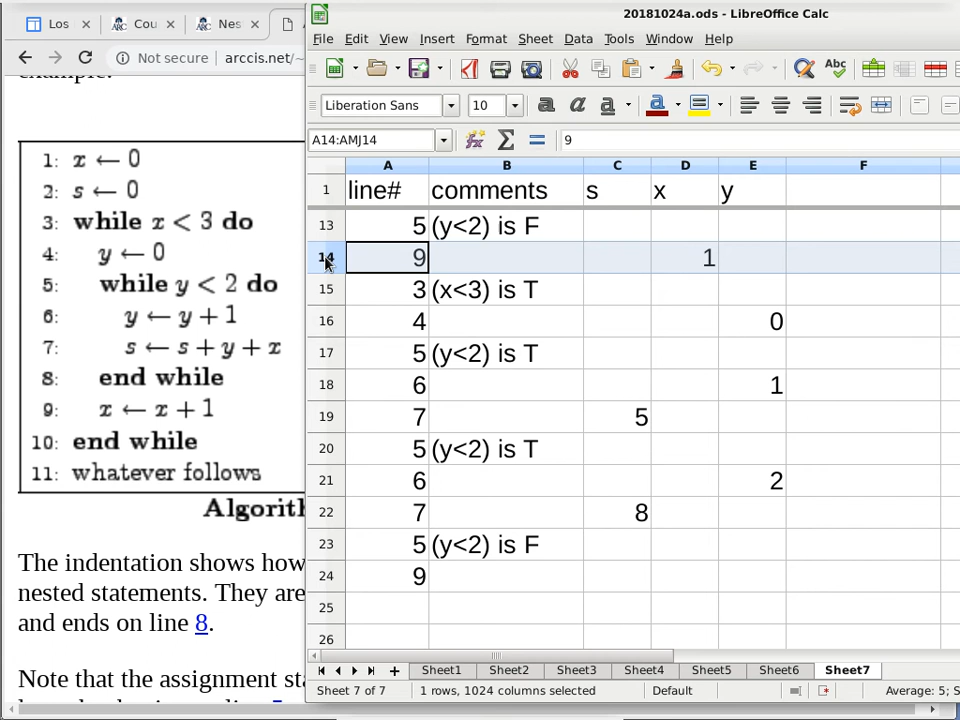 Los
Cou
Nes
Not secure
arccis.net/~
example.
1: x ← 0
2: s ← 0
3: while x < 3 do
4: y ← 0
5: while y < 2 do
6: y ← y + 1
7: s ← s + y + x
8: end while
9: x ← x + 1
10: end while
11: whatever follows
The indentation shows how
nested statements. They are
and ends on line 8.
Note that the assignment sta
20181024a.ods - LibreOffice Calc
File Edit View Insert Format Sheet Data Tools Window Help
Abc
Liberation Sans 10 a a a a
A14:AMJ14 fx Σ = 9
A B C D E F
1 line# comments s x y
13 5 (y<2) is F
14 9 1
15 3 (x<3) is T
16 4 0
17 5 (y<2) is T
18 6 1
19 7 5
20 5 (y<2) is T
21 6 2
22 7 8
23 5 (y<2) is F
24 9
25
26
Sheet1 Sheet2 Sheet3 Sheet4 Sheet5 Sheet6 Sheet7
Sheet 7 of 7 1 rows, 1024 columns selected Default Average: 5; S